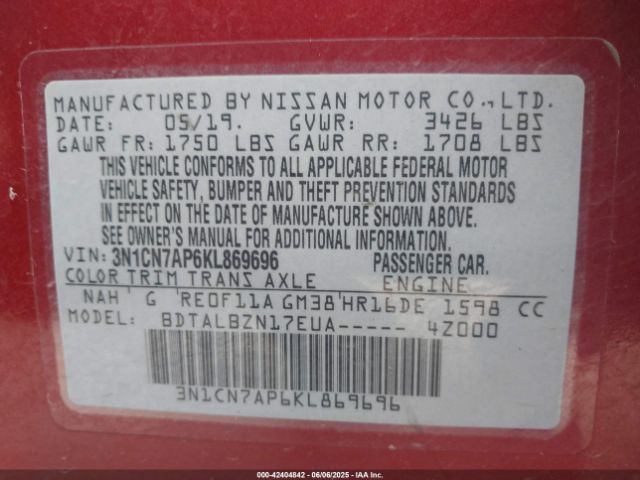 MANUFACTURED BY NISSAN MOTOR CO., LTD.
DATE: 05/19. GVWR: 3426 LBS
GAWR FR: 1750 LBS GAWR RR: 1708 LBS
THIS VEHICLE CONFORMS TO ALL APPLICABLE FEDERAL MOTOR
VEHICLE SAFETY, BUMPER AND THEFT PREVENTION STANDARDS
IN EFFECT ON THE DATE OF MANUFACTURE SHOWN ABOVE.
SEE OWNER'S MANUAL FOR ADDITIONAL INFORMATION.
VIN: 3N1CN7AP6KL869696 PASSENGER CAR.
COLOR TRIM TRANS AXLE ENGINE
NAH G RE0F11A GM38 HR16DE 1598 CC
MODEL: BDTALBZN17EUA----- 4Z000
3N1CN7AP6KL869696
000-42404842 - 06/06/2025 - IAA Inc.